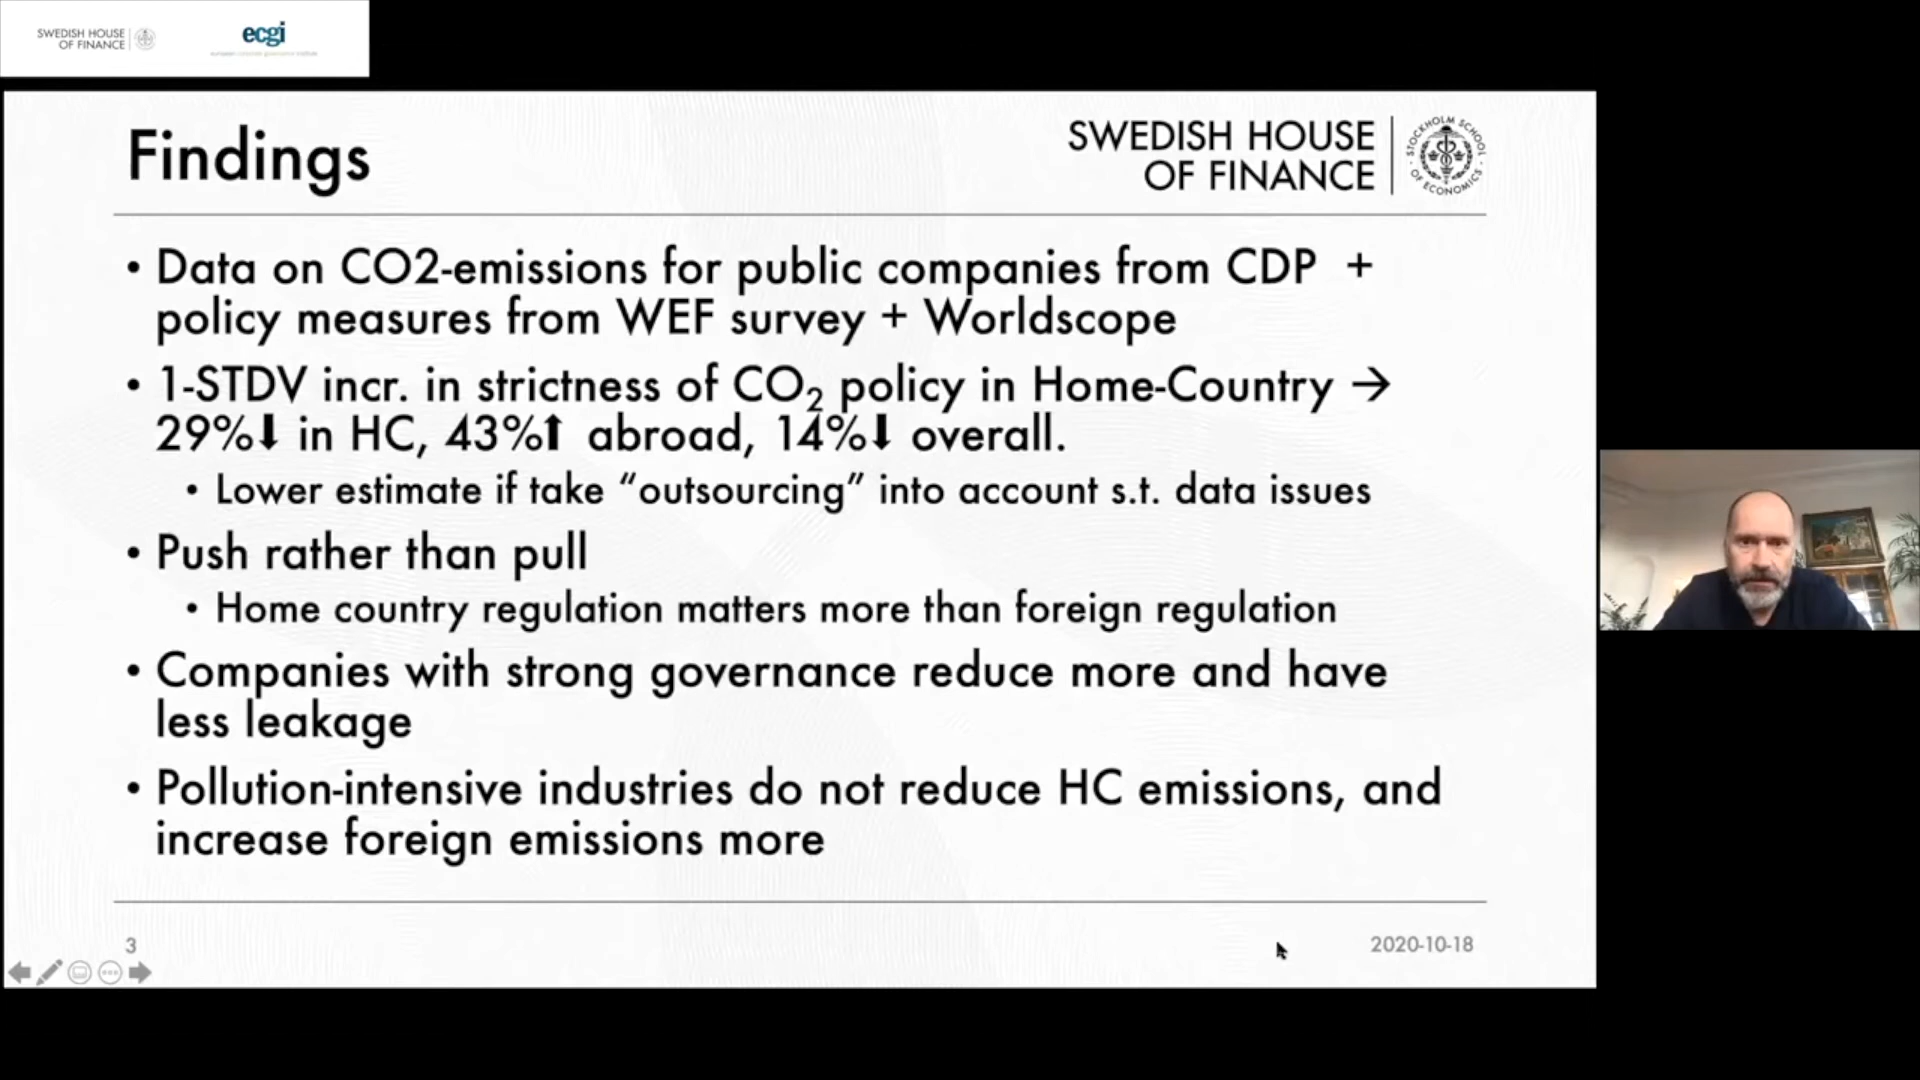 SWEDISH HOUSE
OF FINANCE
ecgi
Findings
SWEDISH HOUSE
OF FINANCE
STOCKHOLM SCHOOL
OF ECONOMICS
• Data on CO2-emissions for public companies from CDP +
policy measures from WEF survey + Worldscope
• 1-STDV incr. in strictness of CO₂ policy in Home-Country →
29%⬇ in HC, 43%⬆ abroad, 14%⬇ overall.
• Lower estimate if take “outsourcing” into account s.t. data issues
• Push rather than pull
• Home country regulation matters more than foreign regulation
• Companies with strong governance reduce more and have
less leakage
• Pollution-intensive industries do not reduce HC emissions, and
increase foreign emissions more
3
2020-10-18